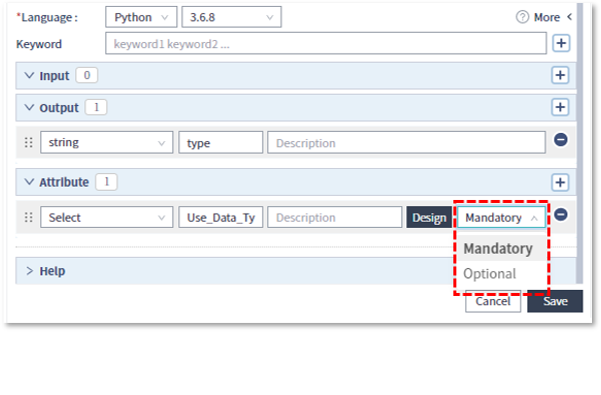 *Language : Python 3.6.8 ? More <
Keyword keyword1 keyword2 ... +
Input 0 +
Output 1 +
string type Description
Attribute 1 +
Select Use_Data_Ty Description Design Mandatory
Mandatory
Optional
Help
Cancel Save